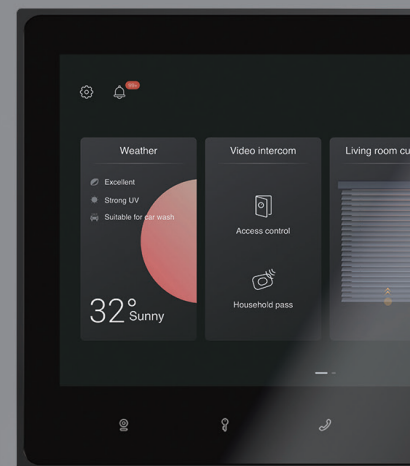 99+
Weather
Excellent
Strong UV
Suitable for car wash
32° Sunny
Video intercom
Access control
Household pass
Living room cu